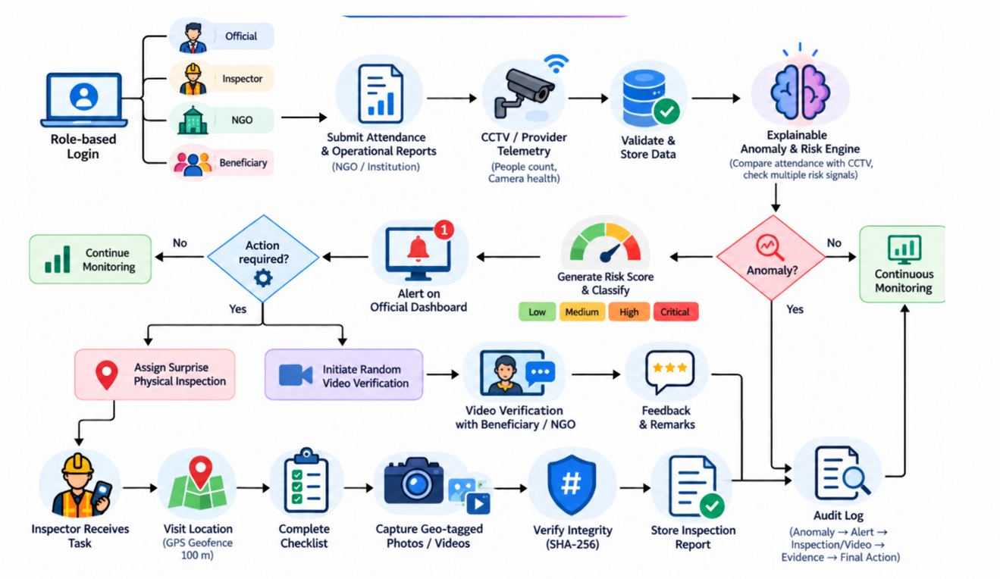 Official
Inspector
NGO
Beneficiary
Role-based
Login
Submit Attendance
& Operational Reports
(NGO / Institution)
CCTV / Provider
Telemetry
(People count,
Camera health)
Validate &
Store Data
Explainable
Anomaly & Risk Engine
(Compare attendance with CCTV,
check multiple risk signals)
Continue
Monitoring
No
Action
required?
Yes
1
Alert on
Official Dashboard
Generate Risk Score
& Classify
Low
Medium
High
Critical
Anomaly?
No
Yes
Continuous
Monitoring
Assign Surprise
Physical Inspection
Initiate Random
Video Verification
Video Verification
with Beneficiary / NGO
Feedback
& Remarks
Inspector Receives
Task
Visit Location
(GPS Geofence
100 m)
Complete
Checklist
Capture Geo-tagged
Photos / Videos
#
Verify Integrity
(SHA-256)
Store Inspection
Report
Audit Log
(Anomaly → Alert →
Inspection/Video →
Evidence → Final Action)